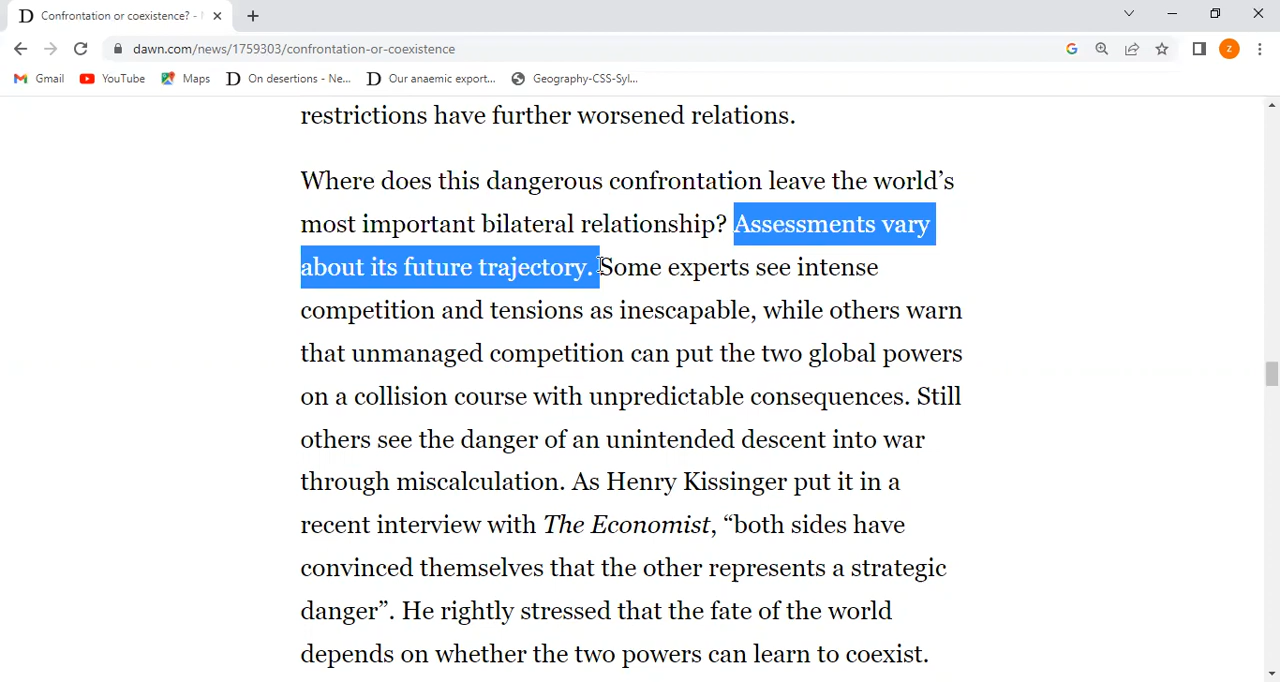 D Confrontation or coexistence? -
dawn.com/news/1759303/confrontation-or-coexistence
G
Z
Gmail YouTube Maps D On desertions - Ne... D Our anaemic export... Geography-CSS-Syl...
restrictions have further worsened relations.
Where does this dangerous confrontation leave the world’s
most important bilateral relationship? Assessments vary
about its future trajectory. Some experts see intense
competition and tensions as inescapable, while others warn
that unmanaged competition can put the two global powers
on a collision course with unpredictable consequences. Still
others see the danger of an unintended descent into war
through miscalculation. As Henry Kissinger put it in a
recent interview with The Economist, “both sides have
convinced themselves that the other represents a strategic
danger”. He rightly stressed that the fate of the world
depends on whether the two powers can learn to coexist.